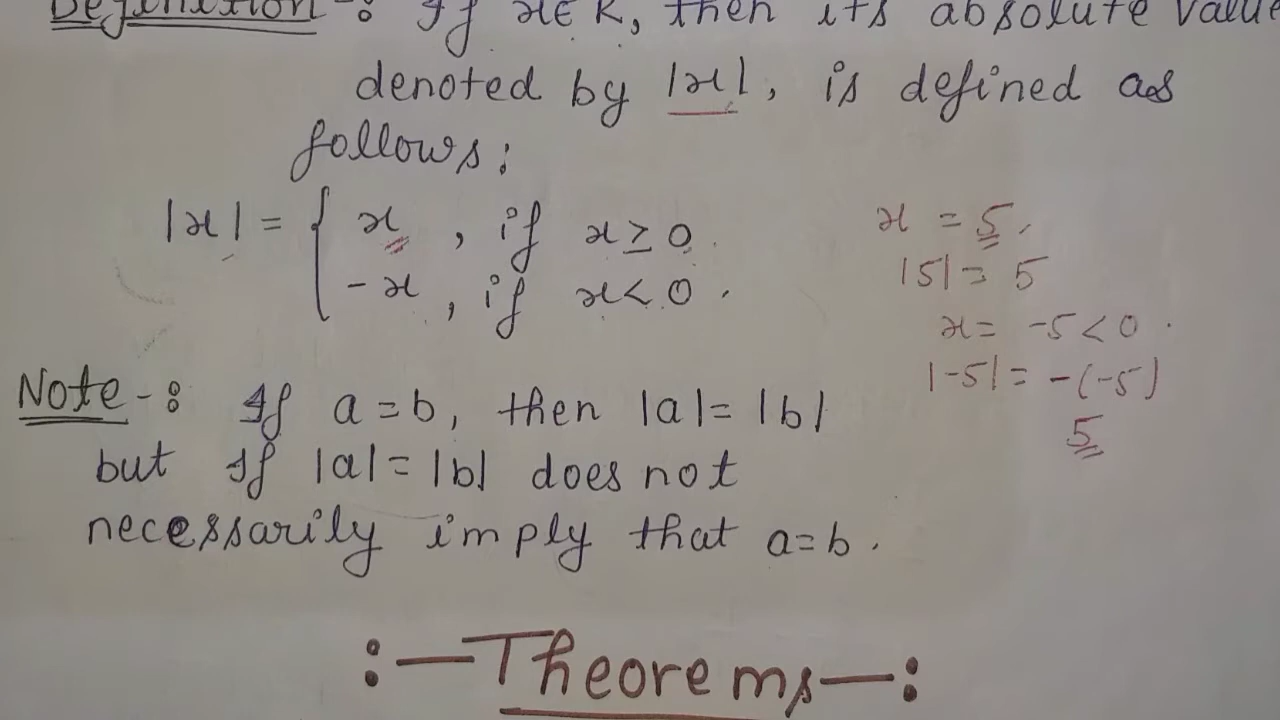 Definition -: If x∈R, then its absolute value
denoted by |x|, is defined as
follows:
|x| = { x , if x ≥ 0.
-x , if x < 0.
x = 5.
|5| = 5
x = -5 < 0.
|-5| = -(-5)
5
Note -: If a = b, then |a| = |b|
but If |a| = |b| does not
necessarily imply that a = b.
:— Theorems —: